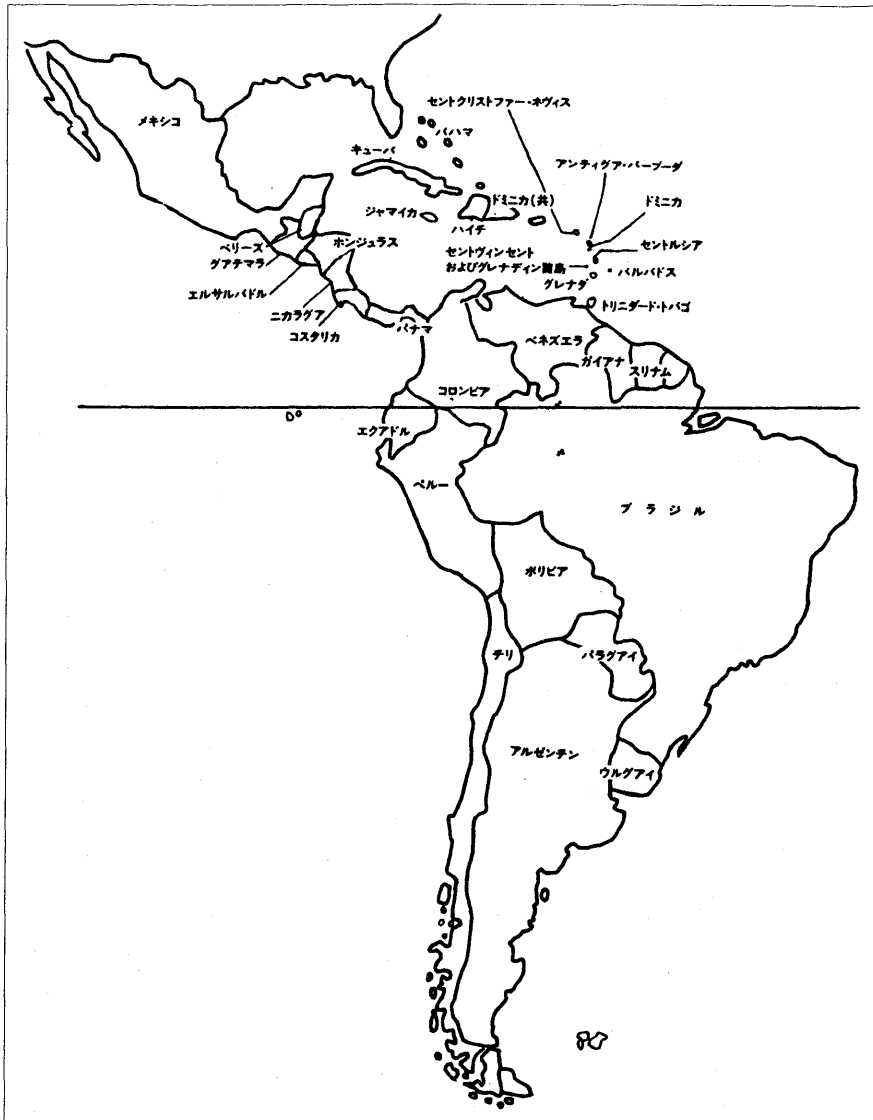 メキシコ
セントクリストファー・ネヴィス
バハマ
キューバ
アンティグア・バーブーダ
ドミニカ(共)
ドミニカ
ジャマイカ
ハイチ
セントルシア
ベリーズ
ホンジュラス
グアテマラ
セントヴィンセント
およびグレナディン諸島
バルバドス
グレナダ
エルサルバドル
ニカラグア
トリニダード・トバゴ
コスタリカ
パナマ
ベネズエラ
ガイアナ
スリナム
コロンビア
0°
エクアドル
ペルー
ブラジル
ボリビア
テリ
パラグアイ
アルゼンテン
ウルグアイ